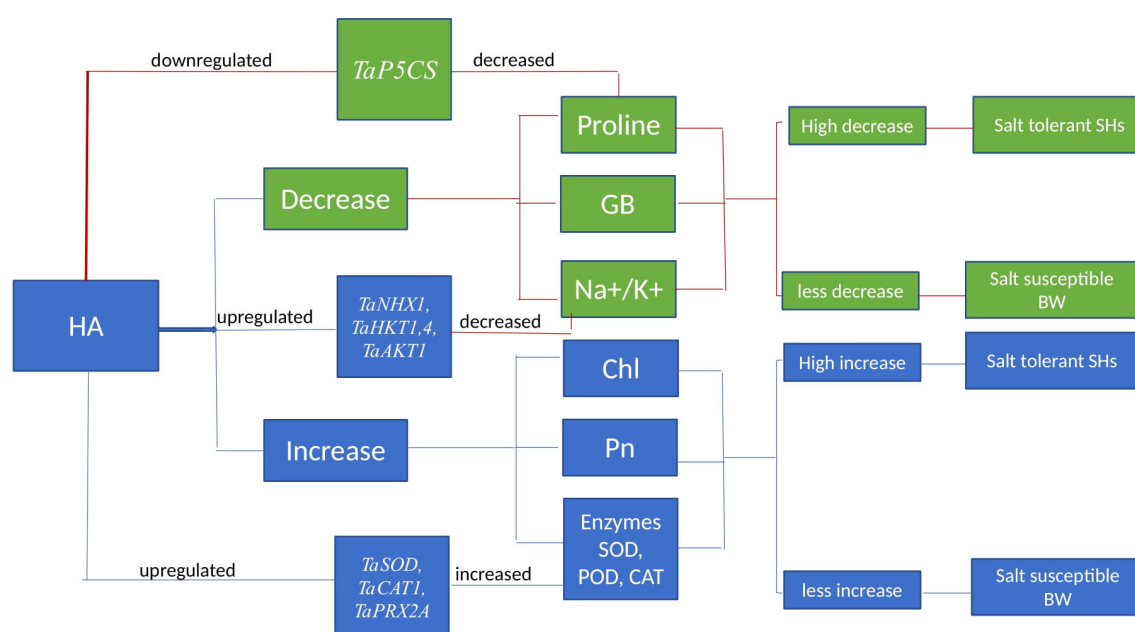 downregulated
TaP5CS
decreased
Proline
High decrease
Salt tolerant SHs
Decrease
GB
HA
upregulated
TaNHX1,
TaHKT1,4,
TaAKT1
decreased
Na+/K+
less decrease
Salt susceptible
BW
Chl
High increase
Salt tolerant SHs
Increase
Pn
upregulated
TaSOD,
TaCAT1,
TaPRX2A
increased
Enzymes
SOD,
POD, CAT
less increase
Salt susceptible
BW